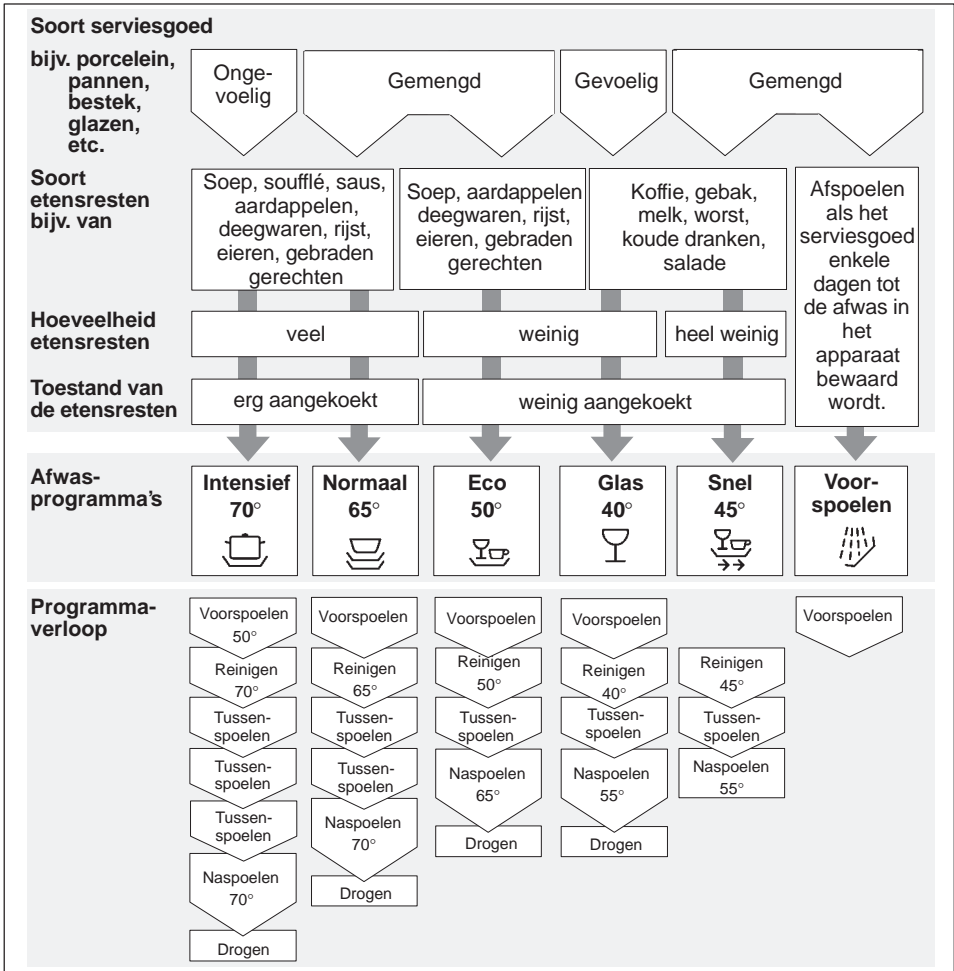 Soort serviesgoed
bijv. porcelein,
pannen,
bestek,
glazen,
etc.
Onge-
voelig
Gemengd
Gevoelig
Gemengd
Soort
etensresten
bijv. van
Soep, soufflé, saus,
aardappelen,
deegwaren, rijst,
eieren, gebraden
gerechten
Soep, aardappelen
deegwaren, rijst,
eieren, gebraden
gerechten
Koffie, gebak,
melk, worst,
koude dranken,
salade
Afspoelen
als het
serviesgoed
enkele
dagen tot
de afwas in
het
apparaat
bewaard
wordt.
Hoeveelheid
etensresten
veel
weinig
heel weinig
Toestand van
de etensresten
erg aangekoekt
weinig aangekoekt
Afwas-
programma's
Intensief
70°
Normaal
65°
Eco
50°
Glas
40°
Snel
45°
Voor-
spoelen
Programma-
verloop
Voorspoelen
50°
Reinigen
70°
Tussen-
spoelen
Tussen-
spoelen
Tussen-
spoelen
Naspoelen
70°
Drogen
Voorspoelen
Reinigen
65°
Tussen-
spoelen
Tussen-
spoelen
Naspoelen
70°
Drogen
Voorspoelen
Reinigen
50°
Tussen-
spoelen
Naspoelen
65°
Drogen
Voorspoelen
Reinigen
40°
Tussen-
spoelen
Naspoelen
55°
Drogen
Reinigen
45°
Tussen-
spoelen
Naspoelen
55°
Voorspoelen